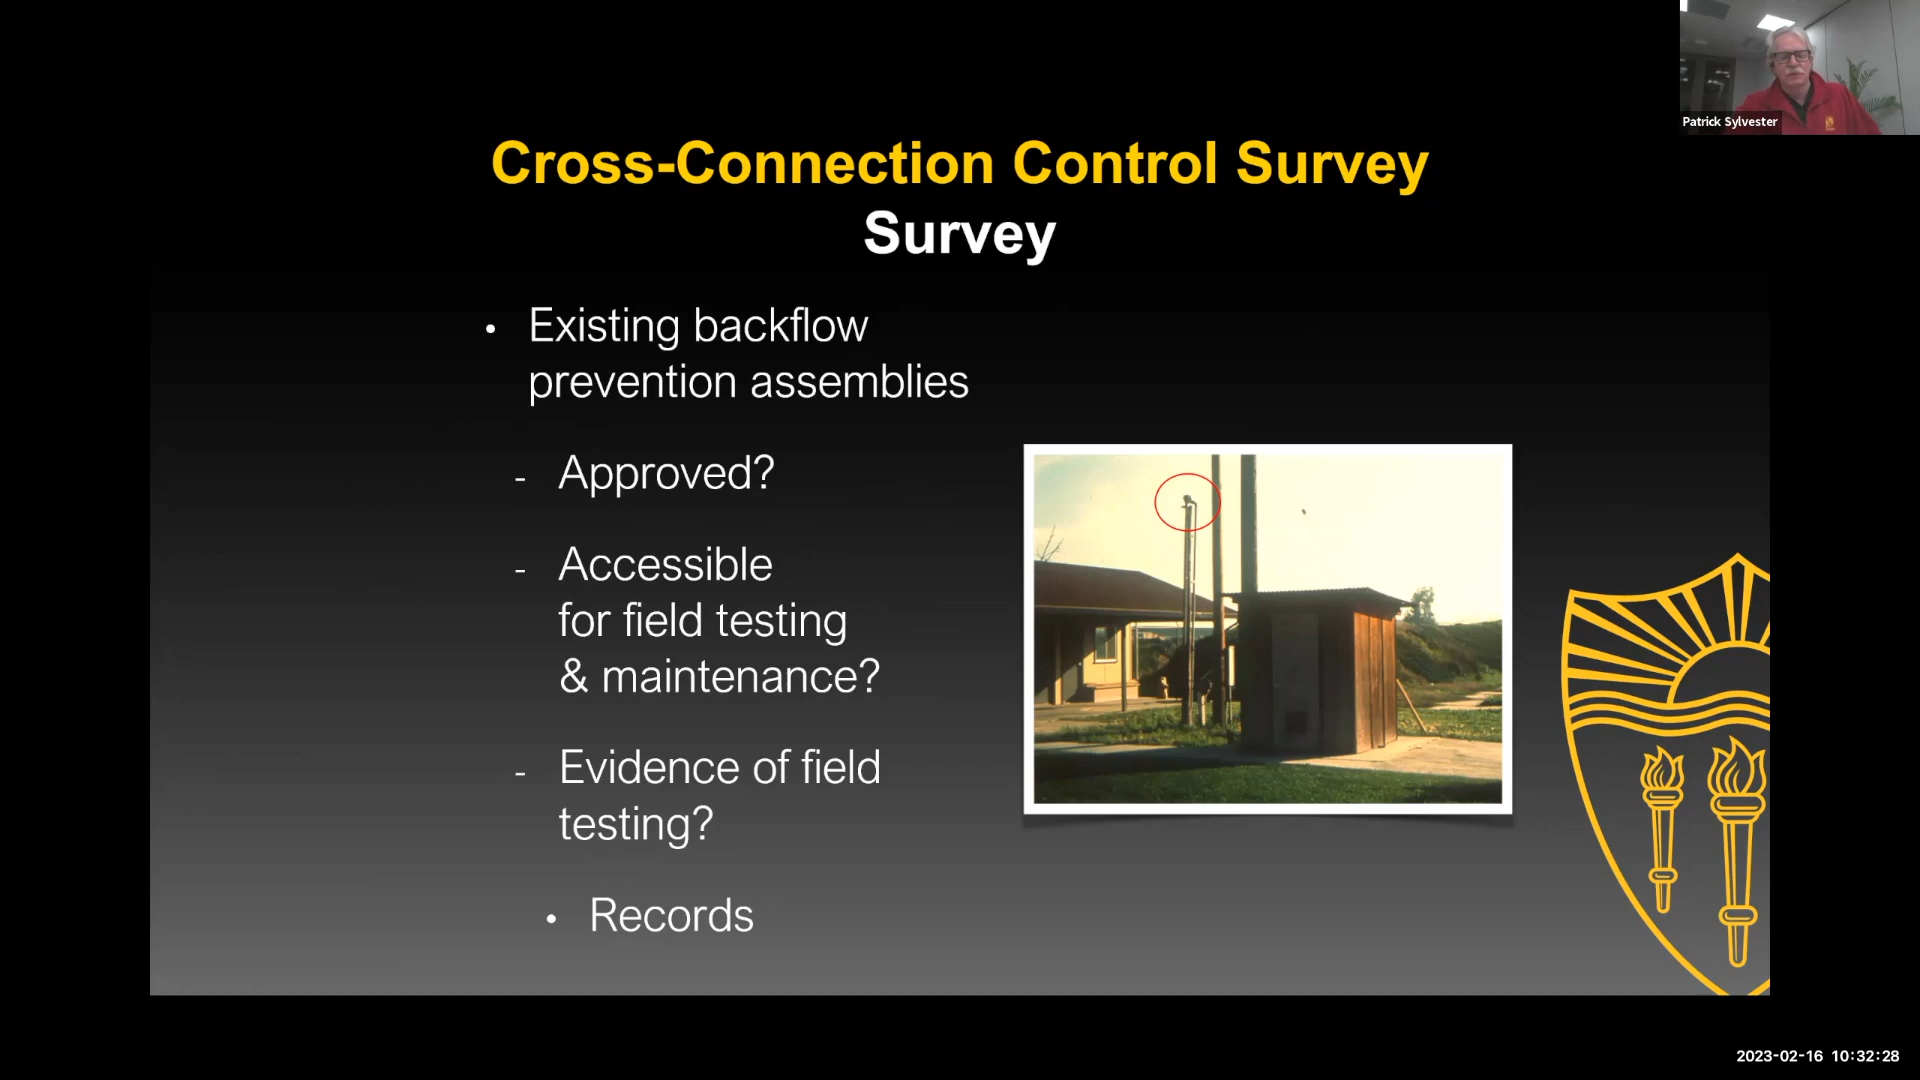 Patrick Sylvester
Cross-Connection Control Survey
Survey
• Existing backflow
prevention assemblies
- Approved?
- Accessible
for field testing
& maintenance?
- Evidence of field
testing?
• Records
2023-02-16 10:32:28